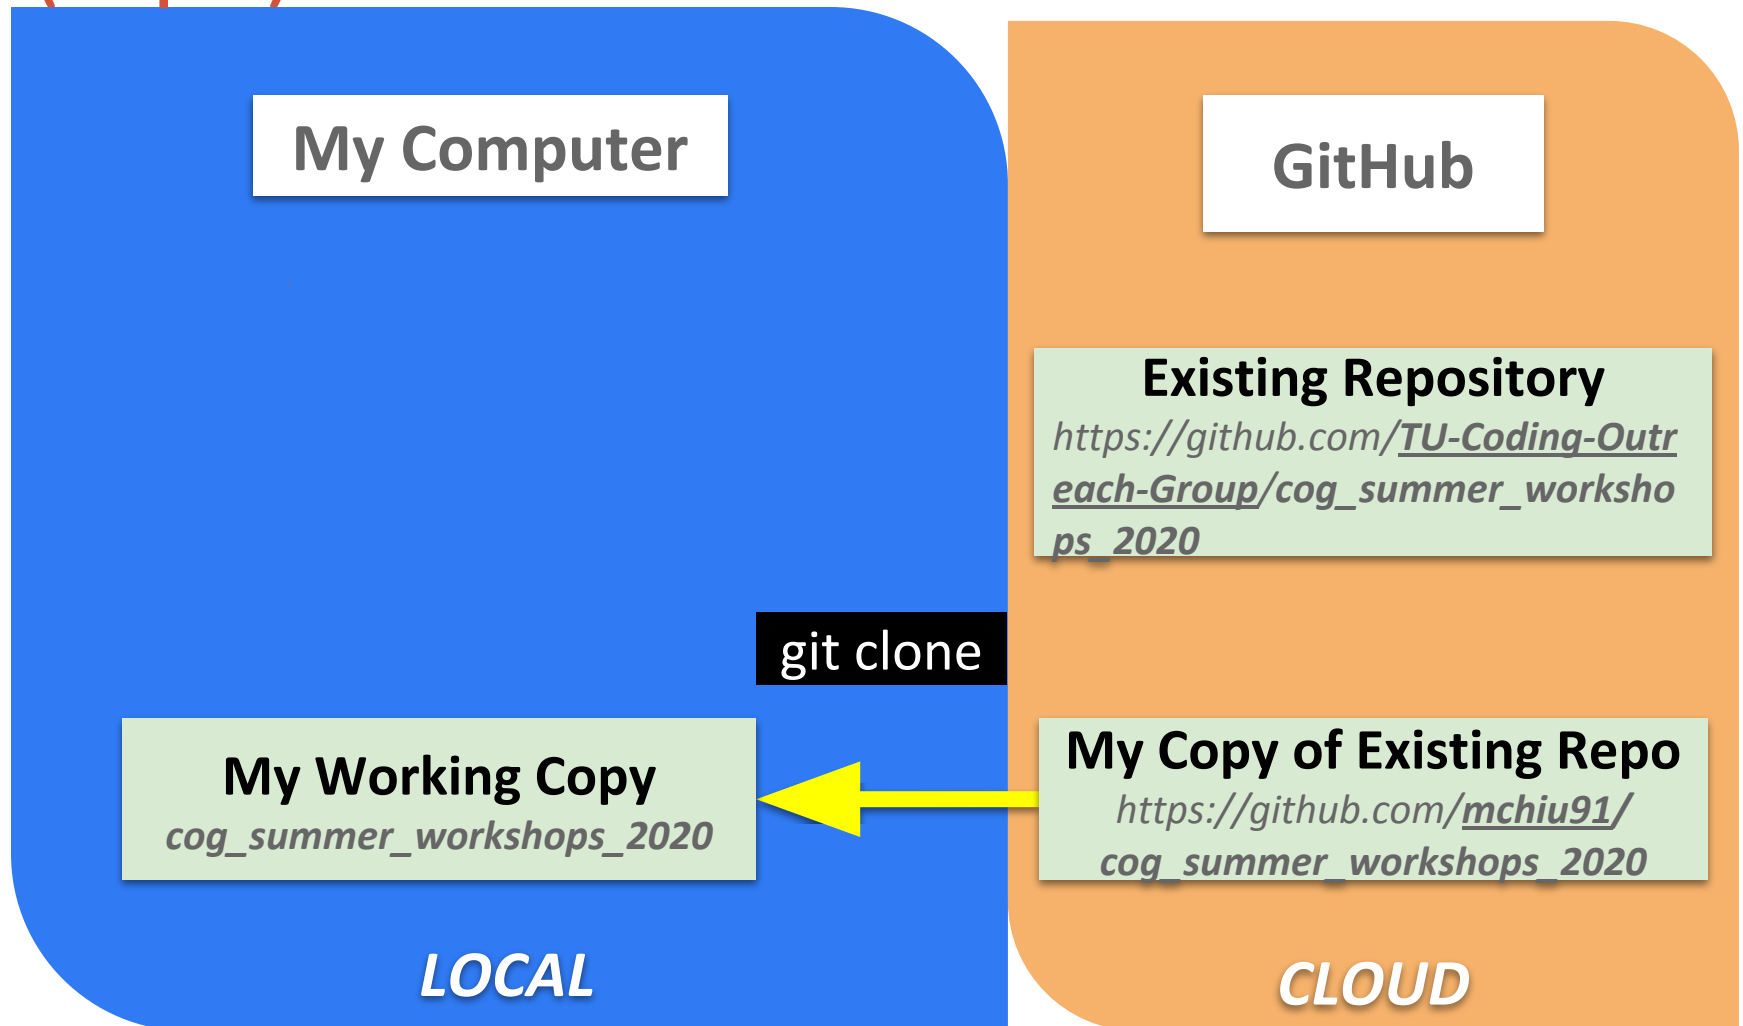 My Computer
GitHub
Existing Repository
https://github.com/TU-Coding-Outr
each-Group/cog_summer_worksho
ps_2020
git clone
My Working Copy
cog_summer_workshops_2020
My Copy of Existing Repo
https://github.com/mchiu91/
cog_summer_workshops_2020
LOCAL
CLOUD